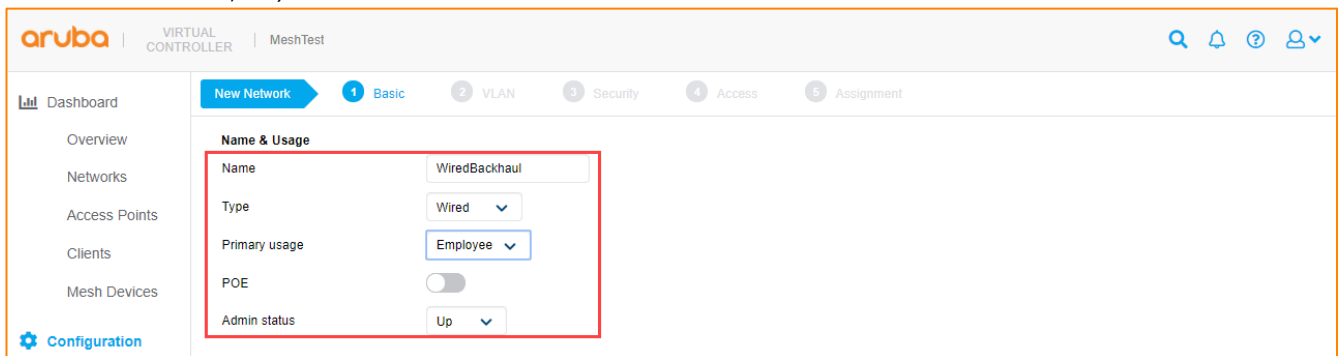 aruba VIRTUAL CONTROLLER MeshTest
Dashboard
Overview
Networks
Access Points
Clients
Mesh Devices
Configuration
New Network 1 Basic 2 VLAN 3 Security 4 Access 5 Assignment
Name & Usage
Name WiredBackhaul
Type Wired
Primary usage Employee
POE
Admin status Up